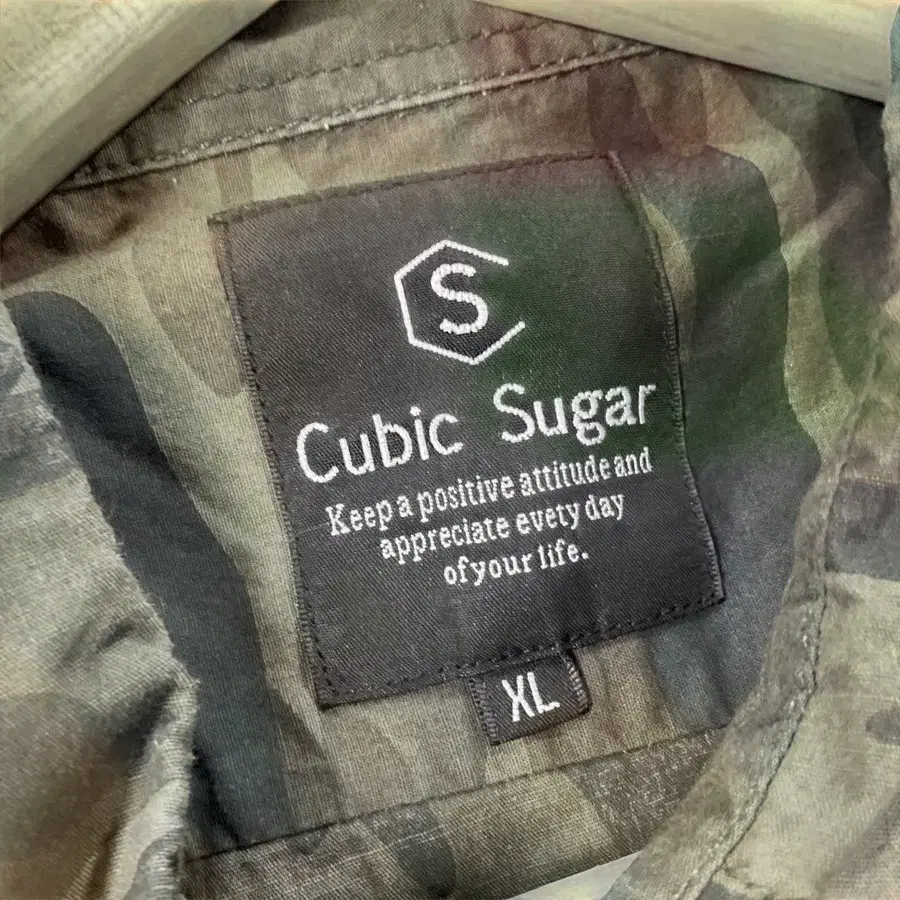 S
Cubic Sugar
Keep a positive attitude and
appreciate evety day
of your life.
XL